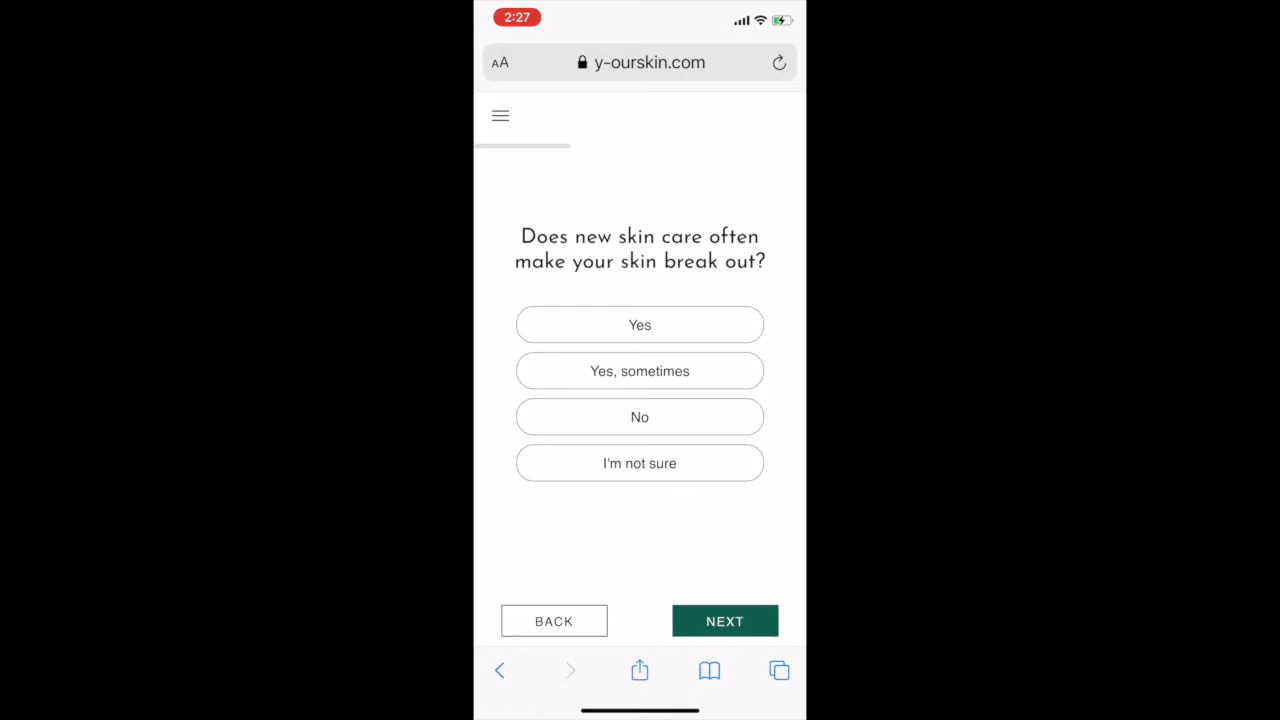 2:27
AA
y-ourskin.com
Does new skin care often
make your skin break out?
Yes
Yes, sometimes
No
I'm not sure
BACK
NEXT